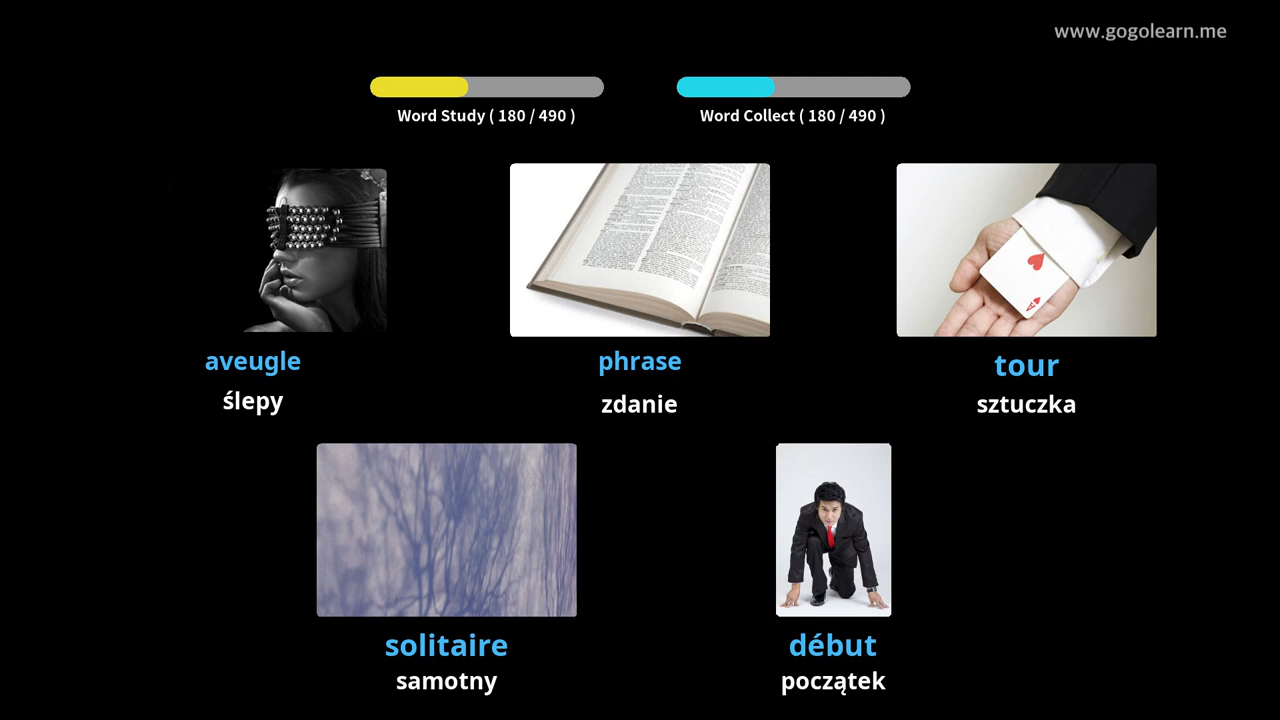 www.gogolearn.me
Word Study ( 180 / 490 )
Word Collect ( 180 / 490 )
aveugle
ślepy
phrase
zdanie
tour
sztuczka
solitaire
samotny
début
początek